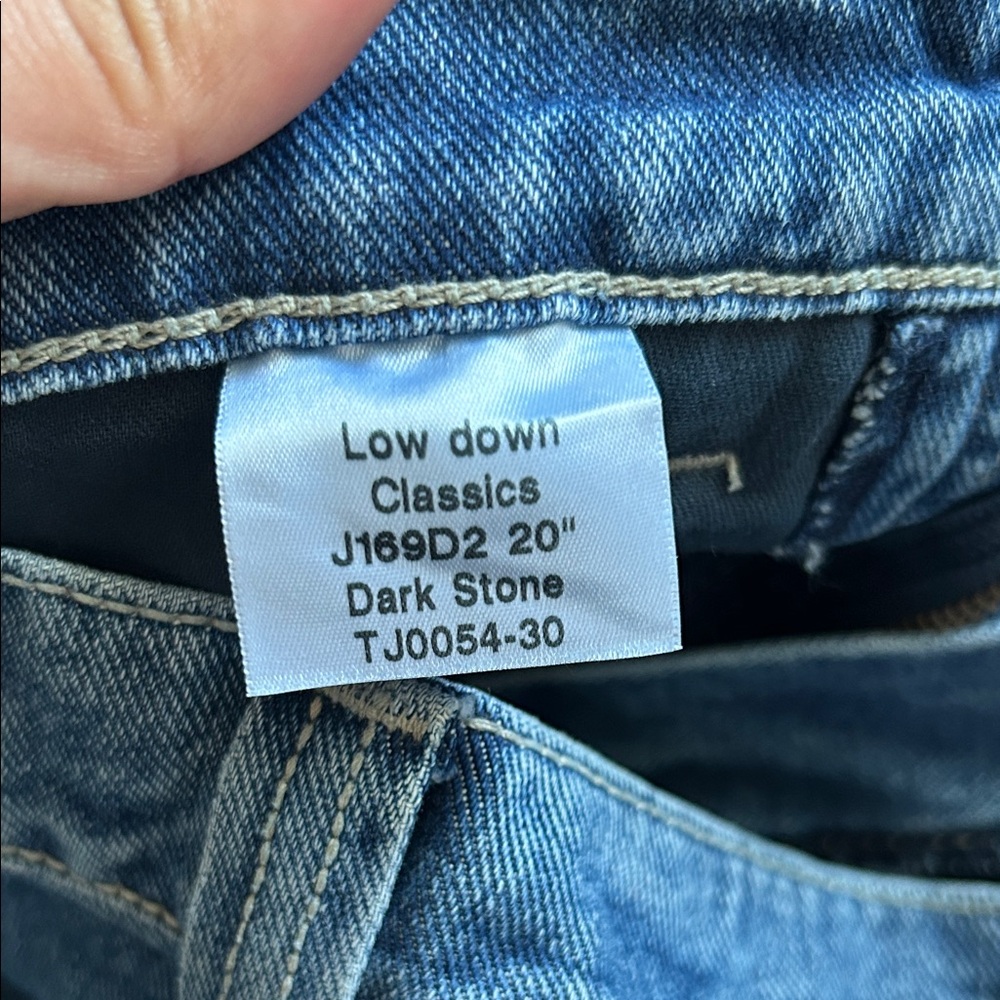 Low down
Classics
J169D2 20"
Dark Stone
TJ0054-30